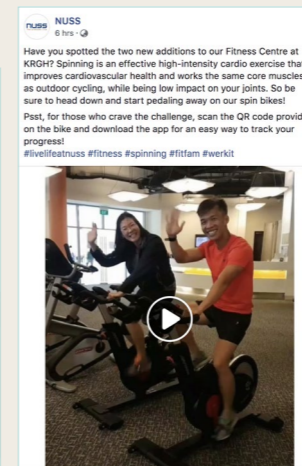 nuss
NUSS
6 hrs ·
Have you spotted the two new additions to our Fitness Centre at
KRGH? Spinning is an effective high-intensity cardio exercise that
improves cardiovascular health and works the same core muscles
as outdoor cycling, while being low impact on your joints. So be
sure to head down and start pedaling away on our spin bikes!
Psst, for those who crave the challenge, scan the QR code provid
on the bike and download the app for an easy way to track your
progress!
#livelifeatnuss #fitness #spinning #fitfam #werkit